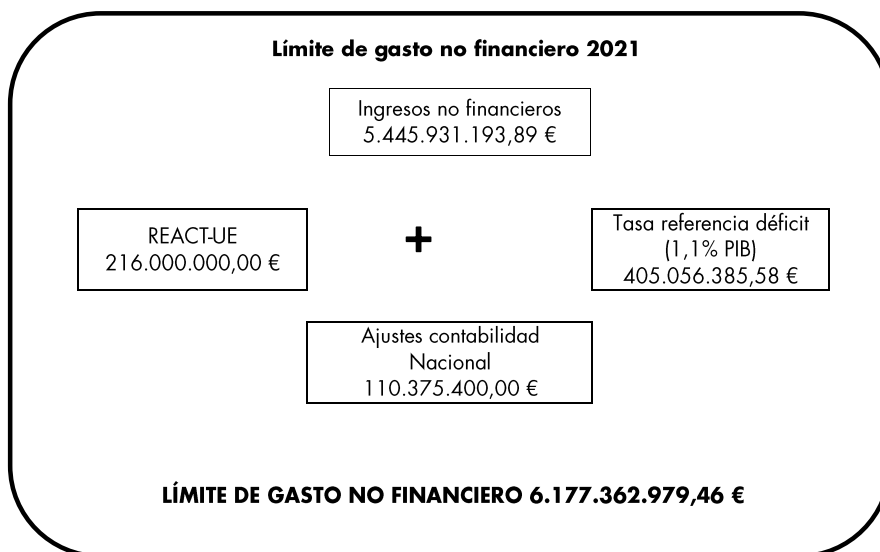 Límite de gasto no financiero 2021
Ingresos no financieros
5.445.931.193,89 €
REACT-UE
216.000.000,00 €
+
Tasa referencia déficit
(1,1% PIB)
405.056.385,58 €
Ajustes contabilidad
Nacional
110.375.400,00 €
LÍMITE DE GASTO NO FINANCIERO 6.177.362.979,46 €